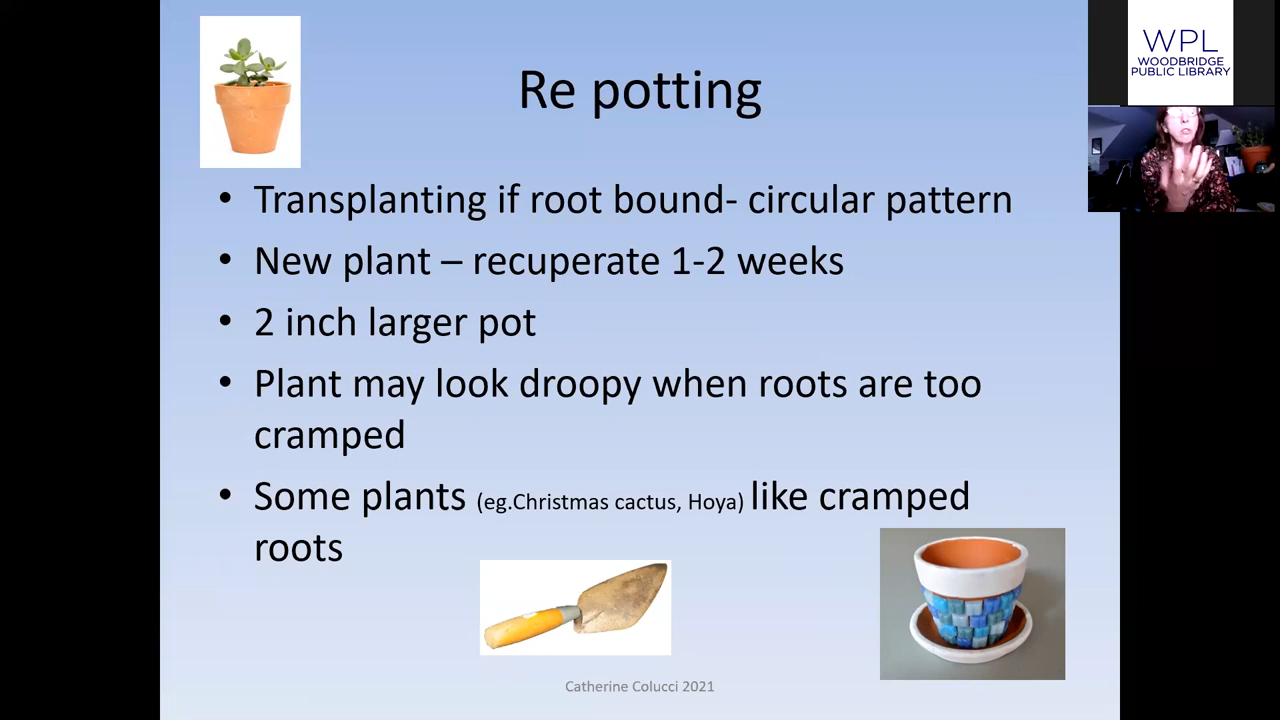 Re potting
WPL
WOODBRIDGE
PUBLIC LIBRARY
• Transplanting if root bound- circular pattern
• New plant – recuperate 1-2 weeks
• 2 inch larger pot
• Plant may look droopy when roots are too
cramped
• Some plants (eg.Christmas cactus, Hoya) like cramped
roots
Catherine Colucci 2021